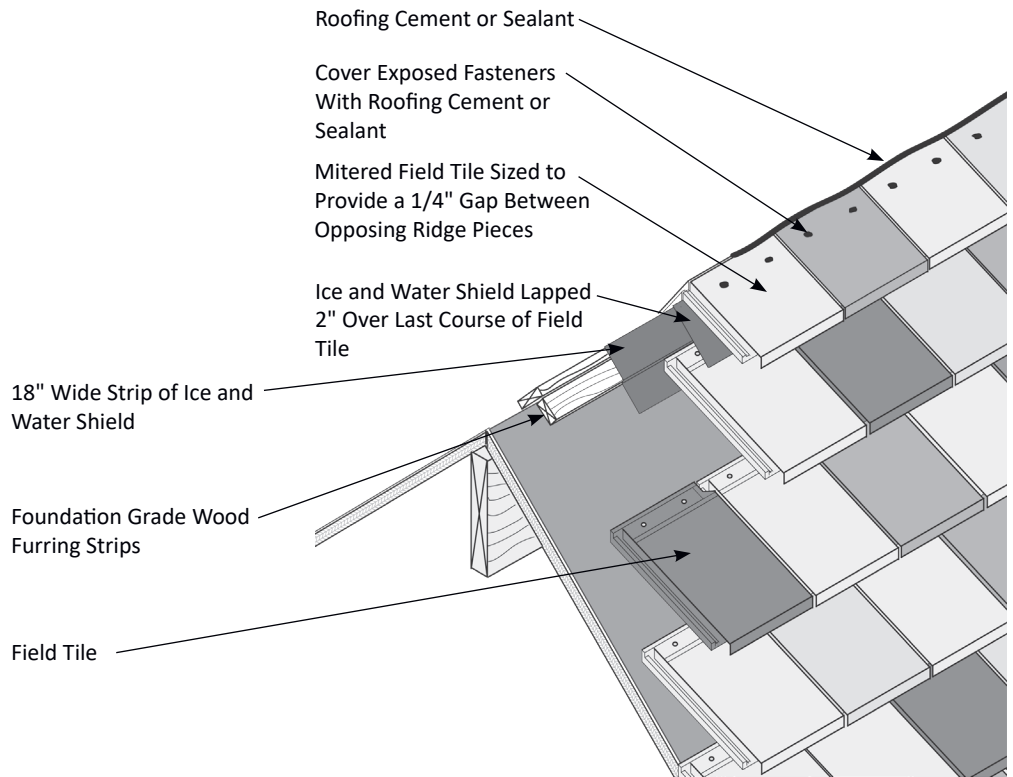 Roofing Cement or Sealant
Cover Exposed Fasteners
With Roofing Cement or
Sealant
Mitered Field Tile Sized to
Provide a 1/4" Gap Between
Opposing Ridge Pieces
Ice and Water Shield Lapped
2" Over Last Course of Field
Tile
18" Wide Strip of Ice and
Water Shield
Foundation Grade Wood
Furring Strips
Field Tile